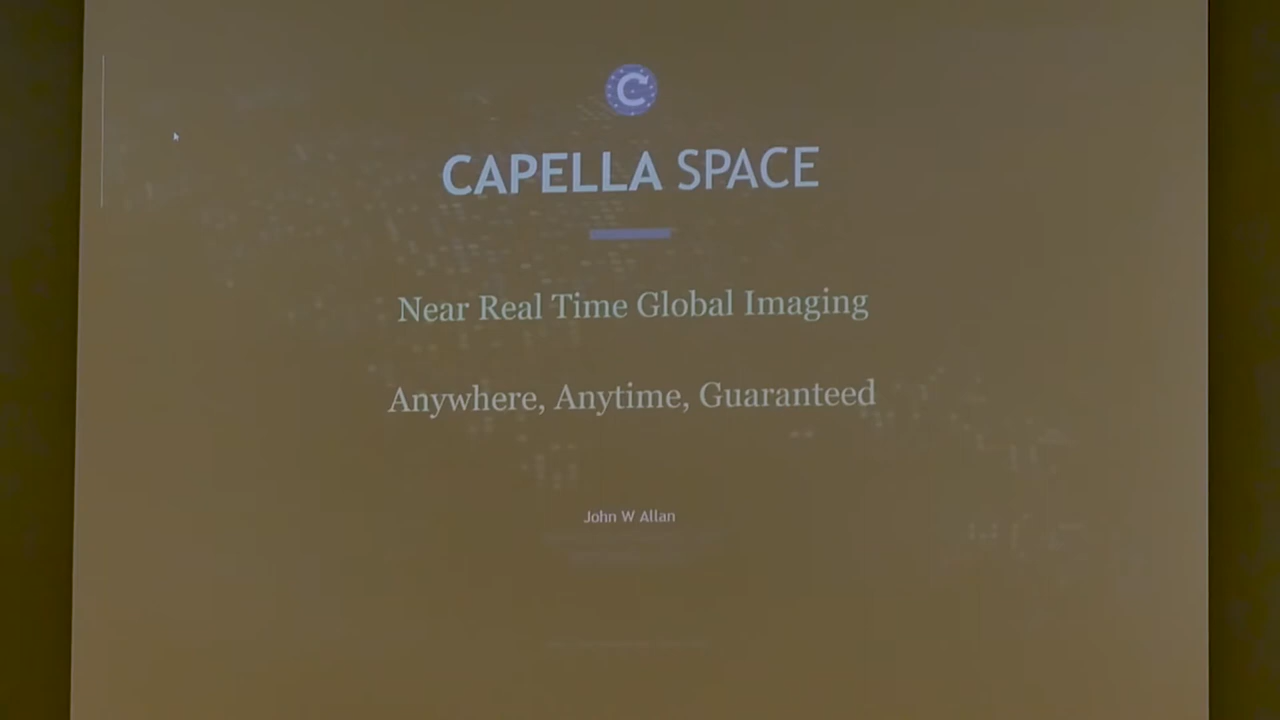 CAPELLA SPACE
Near Real Time Global Imaging
Anywhere, Anytime, Guaranteed
John W Allan